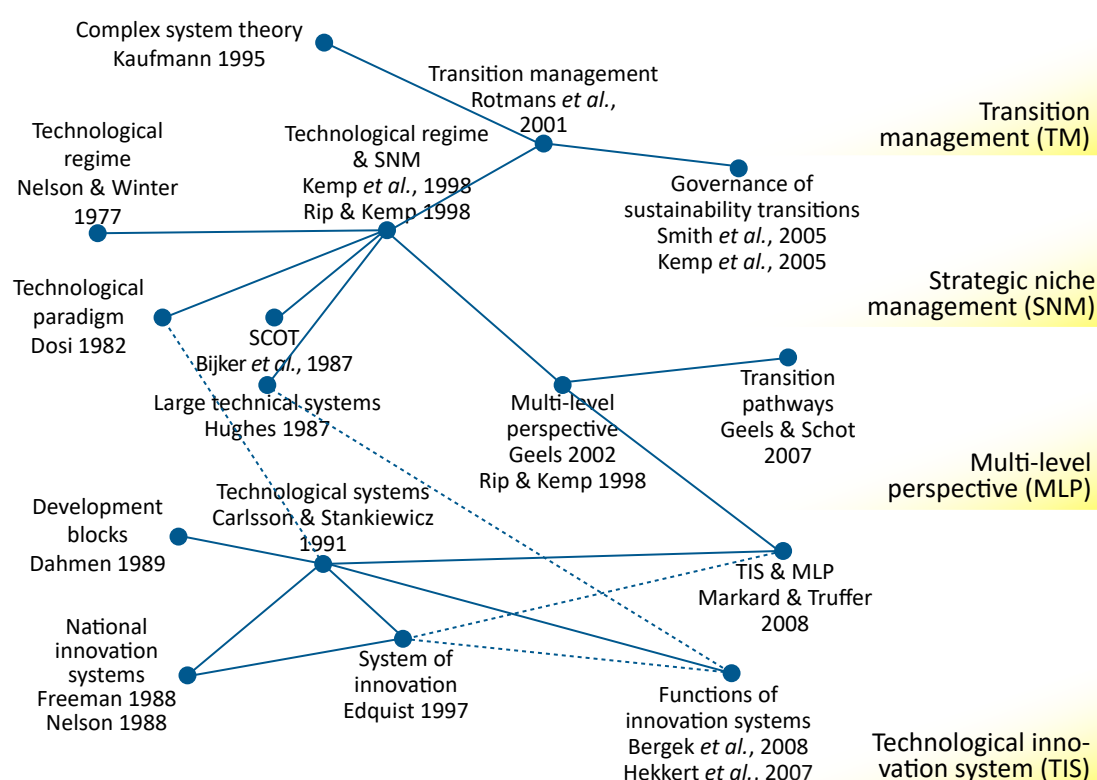 Complex system theory
Kaufmann 1995
Transition management
Rotmans et al.,
2001
Transition
management (TM)
Technological
regime
Nelson & Winter
1977
Technological regime
& SNM
Kemp et al., 1998
Rip & Kemp 1998
Governance of
sustainability transitions
Smith et al., 2005
Kemp et al., 2005
Strategic niche
management (SNM)
Technological
paradigm
Dosi 1982
SCOT
Bijker et al., 1987
Large technical systems
Hughes 1987
Multi-level
perspective
Geels 2002
Rip & Kemp 1998
Transition
pathways
Geels & Schot
2007
Multi-level
perspective (MLP)
Development
blocks
Dahmen 1989
Technological systems
Carlsson & Stankiewicz
1991
TIS & MLP
Markard & Truffer
2008
National
innovation
systems
Freeman 1988
Nelson 1988
System of
innovation
Edquist 1997
Functions of
innovation systems
Bergek et al., 2008
Hekkert et al., 2007
Technological inno-
vation system (TIS)